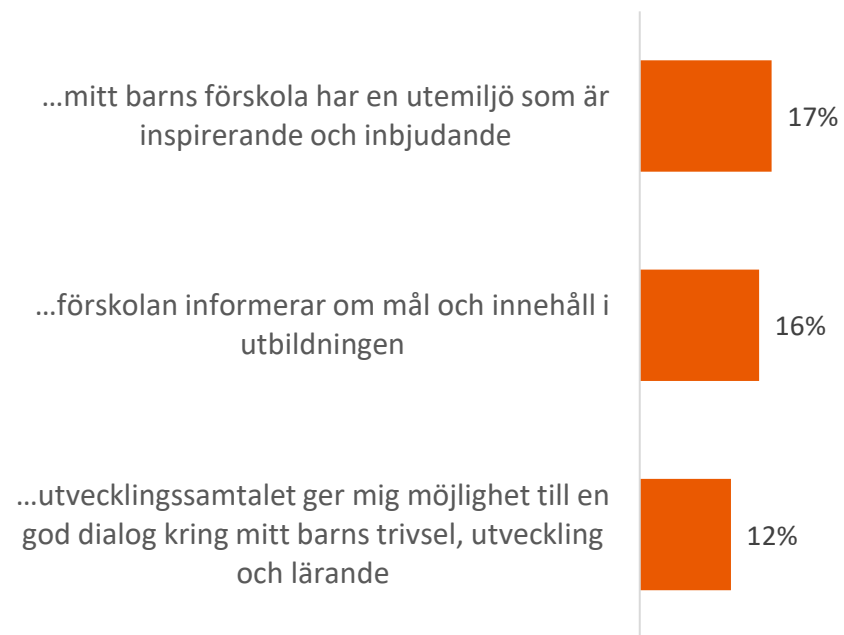 ...mitt barns förskola har en utemiljö som är
inspirerande och inbjudande
17%
...förskolan informerar om mål och innehåll i
utbildningen
16%
...utvecklingssamtalet ger mig möjlighet till en
god dialog kring mitt barns trivsel, utveckling
och lärande
12%